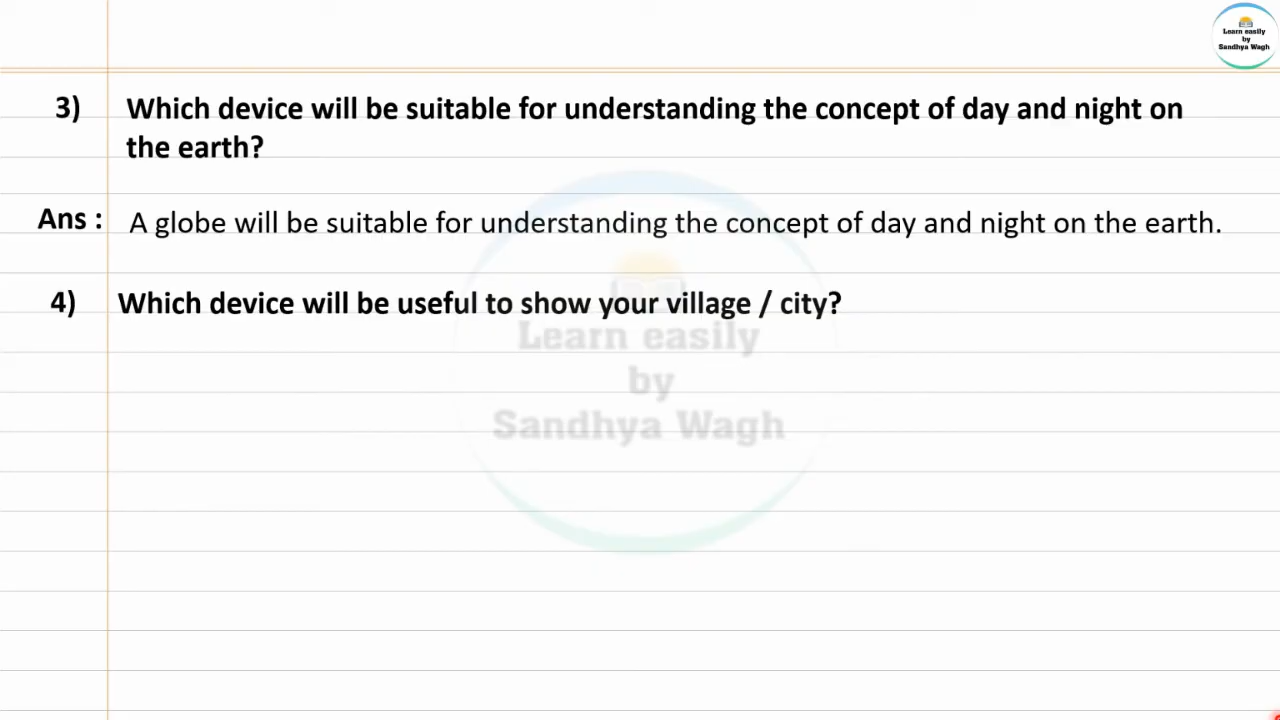 Learn easily
by
Sandhya Wagh
3) Which device will be suitable for understanding the concept of day and night on
the earth?
Ans : A globe will be suitable for understanding the concept of day and night on the earth.
4) Which device will be useful to show your village / city?
Learn easily
by
Sandhya Wagh